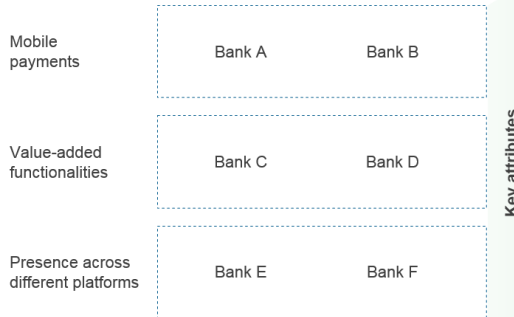 Mobile
payments
Bank A
Bank B
Value-added
functionalities
Bank C
Bank D
Presence across
different platforms
Bank E
Bank F
Key attributes